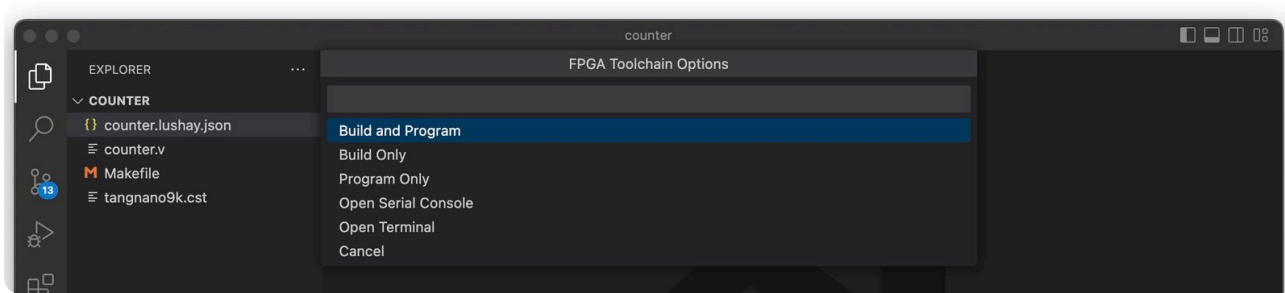 counter
EXPLORER
...
COUNTER
{} counter.lushay.json
counter.v
M Makefile
tangnano9k.cst
13
FPGA Toolchain Options
Build and Program
Build Only
Program Only
Open Serial Console
Open Terminal
Cancel